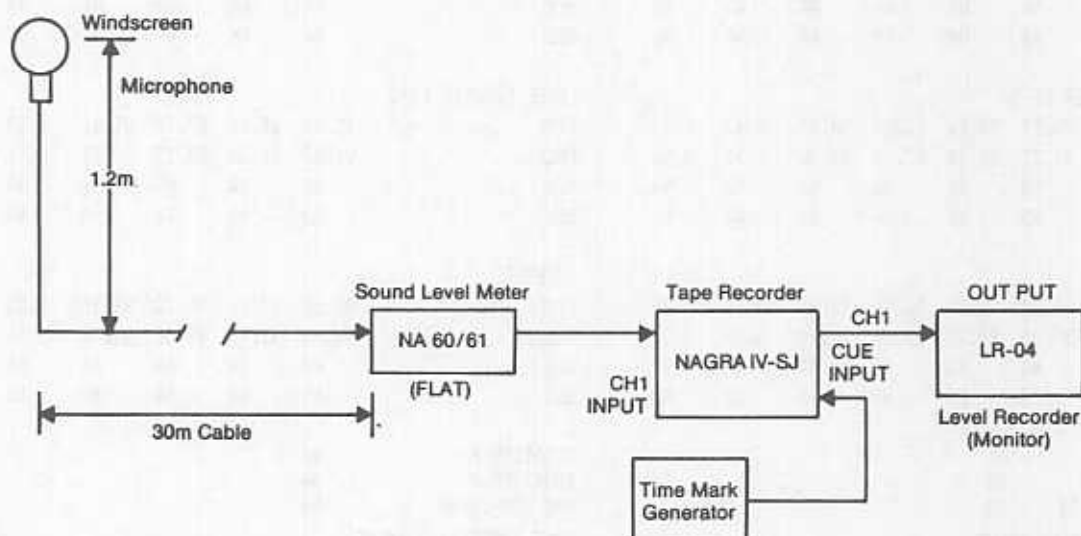 Windscreen
Microphone
1.2m
Sound Level Meter
NA 60/61
(FLAT)
30m Cable
Tape Recorder
NAGRA IV-SJ
CH1
INPUT
CH1
CUE
INPUT
OUT PUT
LR-04
Level Recorder
(Monitor)
Time Mark
Generator